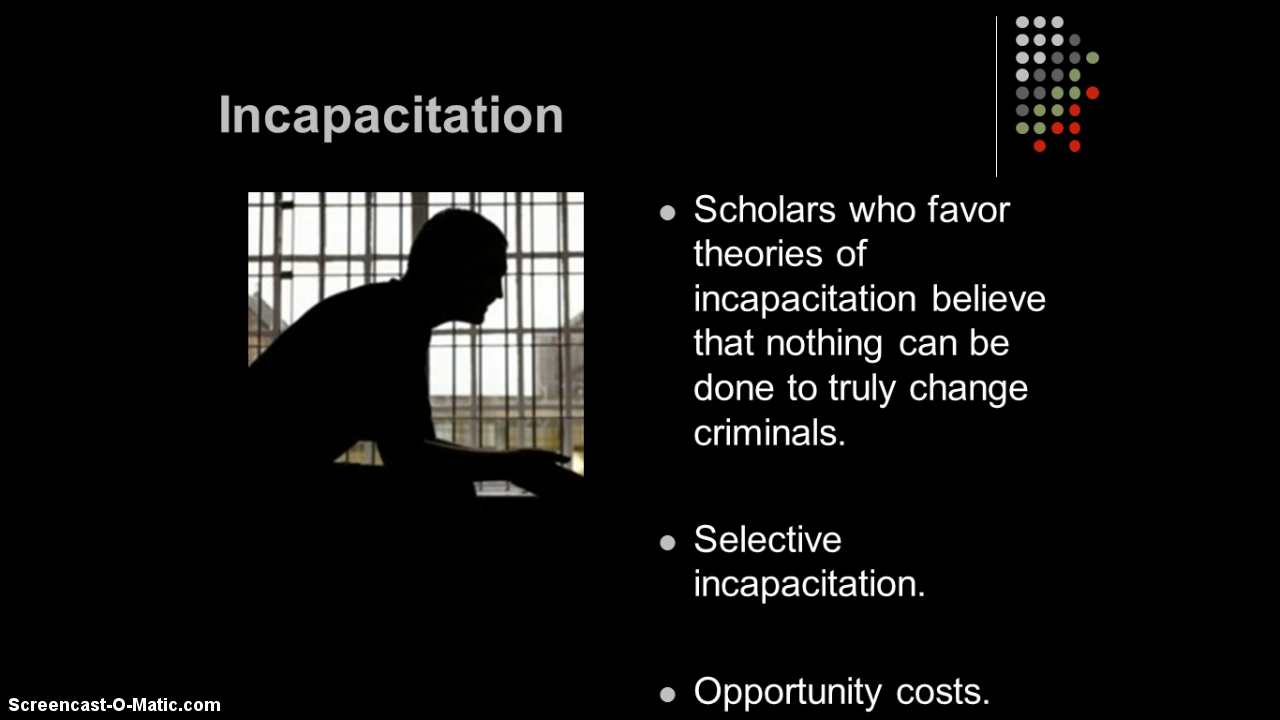 Incapacitation
Scholars who favor
theories of
incapacitation believe
that nothing can be
done to truly change
criminals.
Selective
incapacitation.
Opportunity costs.
Screencast-O-Matic.com